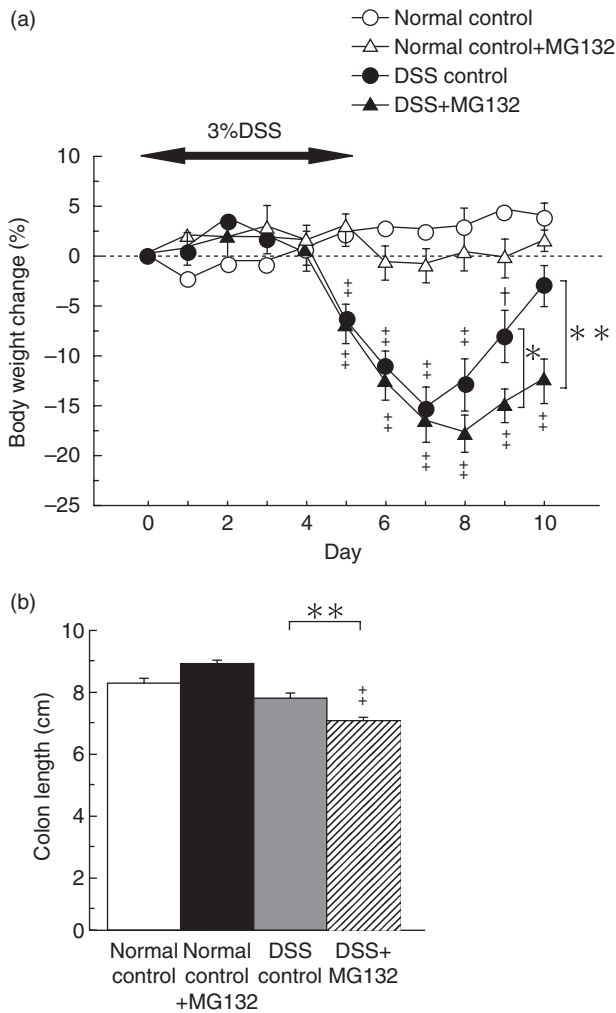 (a)
Normal control
Normal control+MG132
DSS control
DSS+MG132
3%DSS
10
5
0
−5
−10
−15
−20
−25
Body weight change (%)
‡ ‡ ‡ ‡ †
‡ ‡ ‡ ‡ ‡ ‡
* **
0 2 4 6 8 10
Day
(b)
**
‡
10
8
6
4
2
0
Colon length (cm)
Normal Normal DSS DSS+
control control control MG132
+MG132